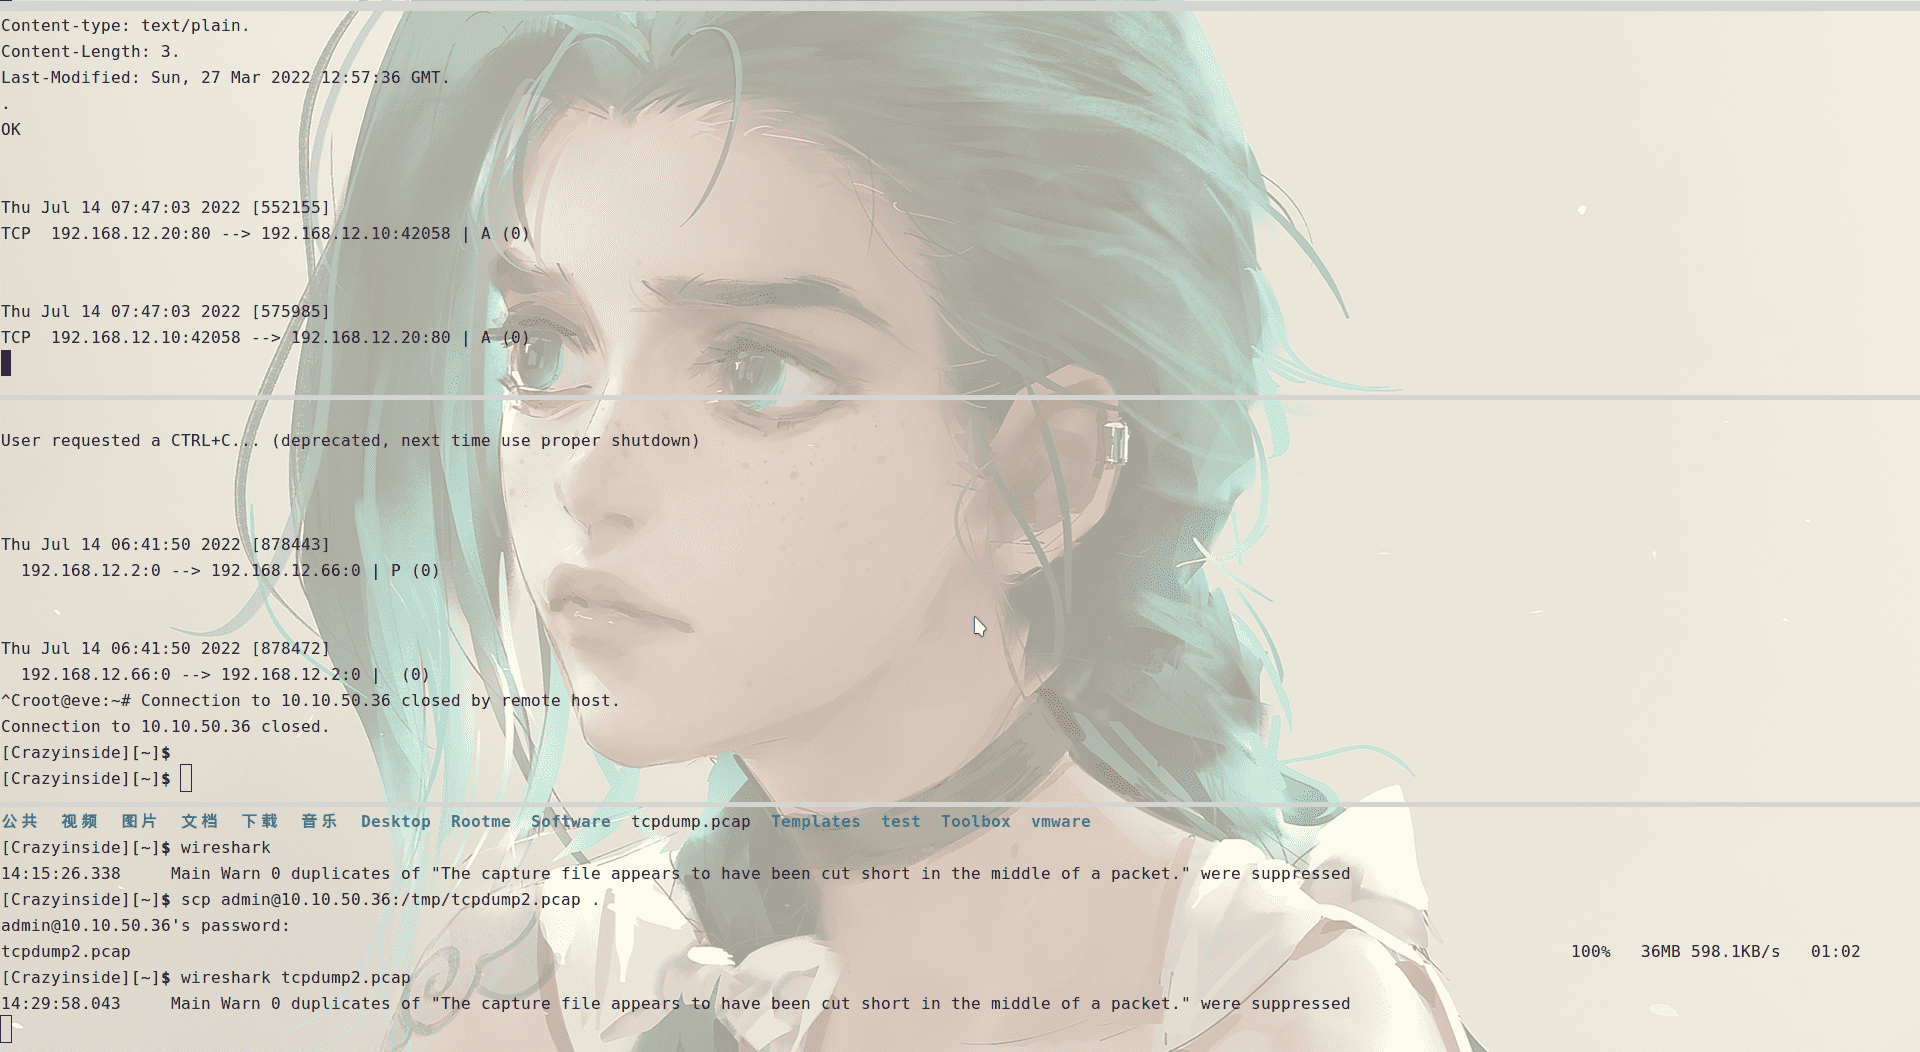 Content-type: text/plain.
Content-Length: 3.
Last-Modified: Sun, 27 Mar 2022 12:57:36 GMT.
.
OK
Thu Jul 14 07:47:03 2022 [552155]
TCP  192.168.12.20:80 --> 192.168.12.10:42058 | A (0)
Thu Jul 14 07:47:03 2022 [575985]
TCP  192.168.12.10:42058 --> 192.168.12.20:80 | A (0)
User requested a CTRL+C... (deprecated, next time use proper shutdown)
Thu Jul 14 06:41:50 2022 [878443]
  192.168.12.2:0 --> 192.168.12.66:0 | P (0)
Thu Jul 14 06:41:50 2022 [878472]
  192.168.12.66:0 --> 192.168.12.2:0 |  (0)
^Croot@eve:~# Connection to 10.10.50.36 closed by remote host.
Connection to 10.10.50.36 closed.
[Crazyinside][~]$
[Crazyinside][~]$
公共  视频  图片  文档  下载  音乐  Desktop  Rootme  Software  tcpdump.pcap  Templates  test  Toolbox  vmware
[Crazyinside][~]$ wireshark
14:15:26.338     Main Warn 0 duplicates of "The capture file appears to have been cut short in the middle of a packet." were suppressed
[Crazyinside][~]$ scp admin@10.10.50.36:/tmp/tcpdump2.pcap .
admin@10.10.50.36's password:
tcpdump2.pcap 100%   36MB 598.1KB/s   01:02
[Crazyinside][~]$ wireshark tcpdump2.pcap
14:29:58.043     Main Warn 0 duplicates of "The capture file appears to have been cut short in the middle of a packet." were suppressed